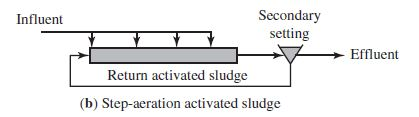 Influent
Secondary
setting
Effluent
Return activated sludge
(b) Step-aeration activated sludge